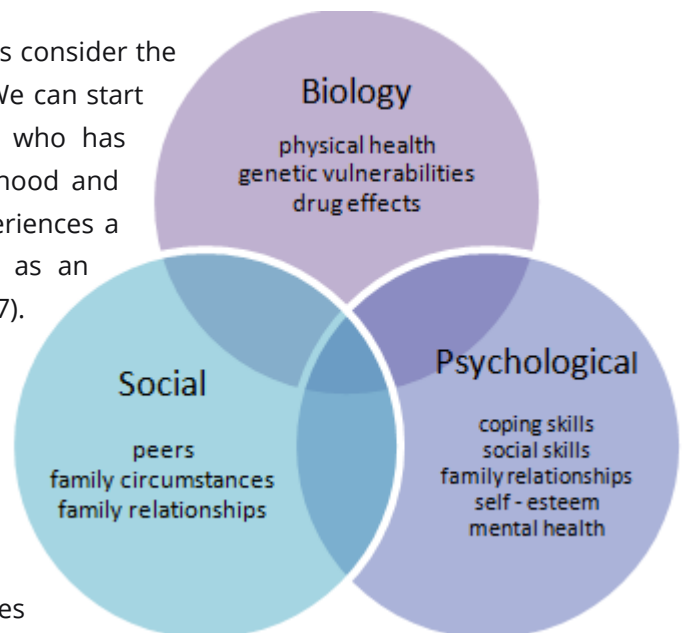 s consider the
We can start
who has
hood and
eriences a
as an
7).
es
Biology
physical health
genetic vulnerabilities
drug effects
Social
peers
family circumstances
family relationships
Psychological
coping skills
social skills
family relationships
self - esteem
mental health